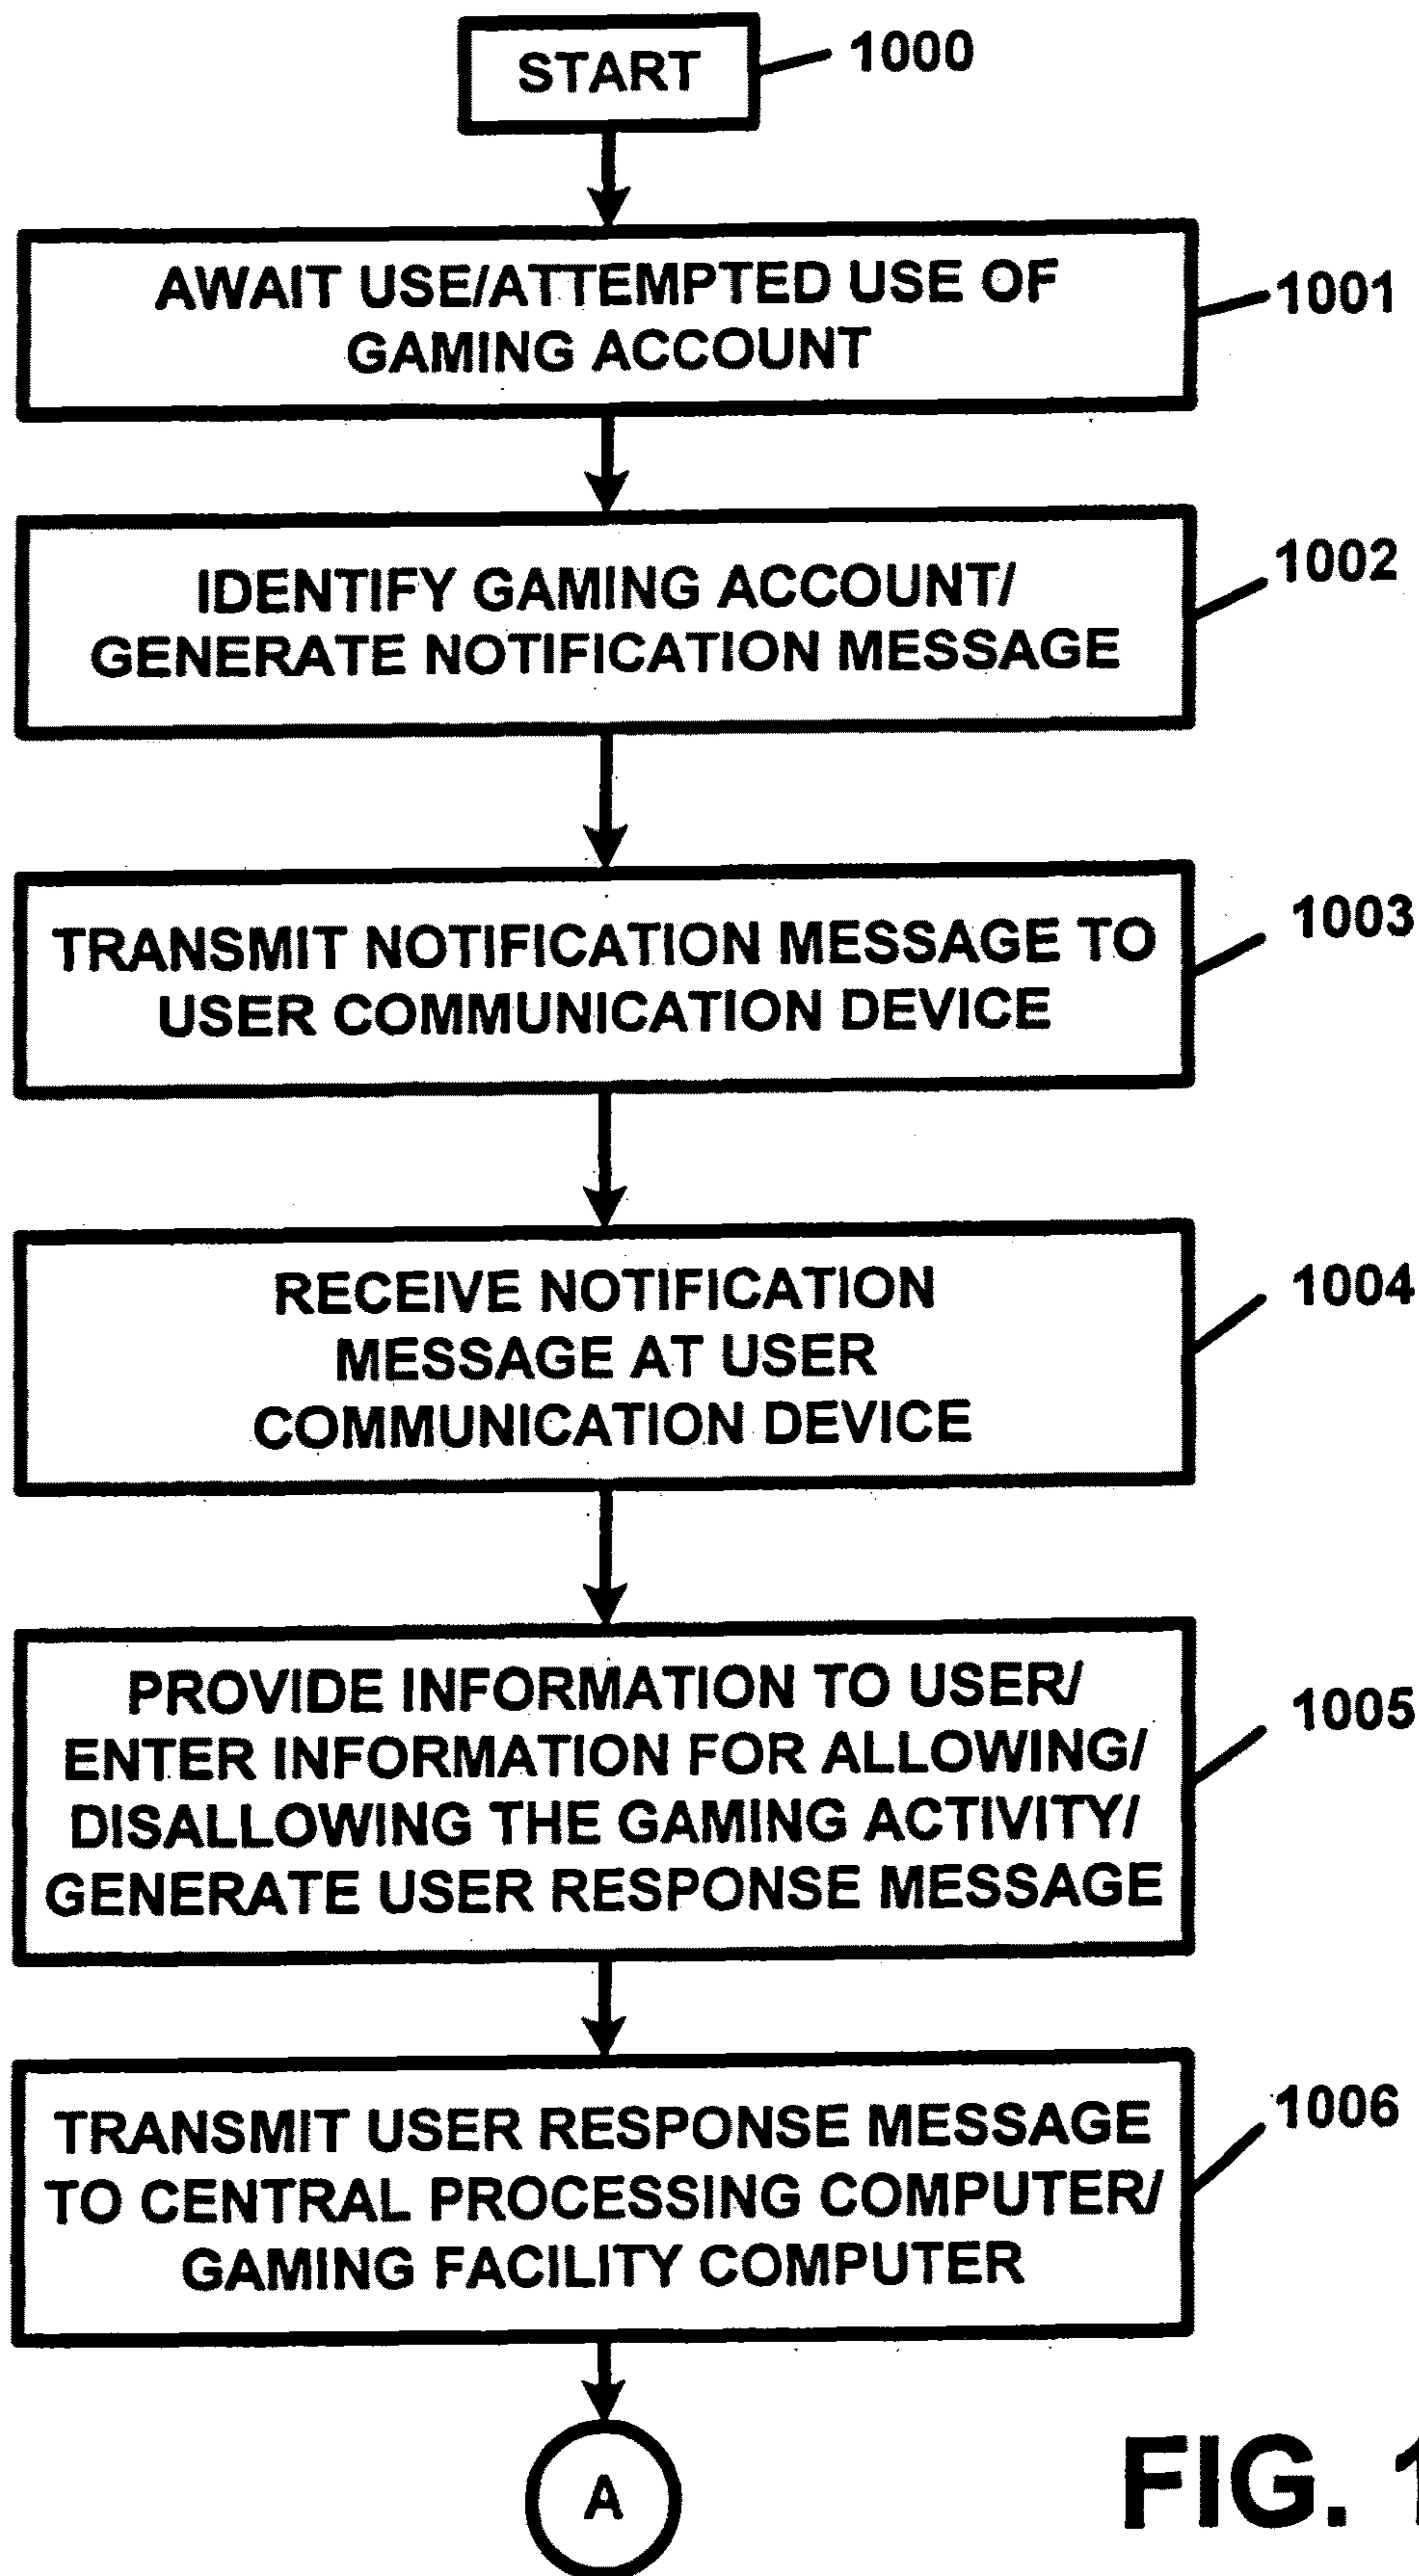 START
1000
AWAIT USE/ATTEMPTED USE OF
GAMING ACCOUNT
1001
IDENTIFY GAMING ACCOUNT/
GENERATE NOTIFICATION MESSAGE
1002
TRANSMIT NOTIFICATION MESSAGE TO
USER COMMUNICATION DEVICE
1003
RECEIVE NOTIFICATION
MESSAGE AT USER
COMMUNICATION DEVICE
1004
PROVIDE INFORMATION TO USER/
ENTER INFORMATION FOR ALLOWING/
DISALLOWING THE GAMING ACTIVITY/
GENERATE USER RESPONSE MESSAGE
1005
TRANSMIT USER RESPONSE MESSAGE
TO CENTRAL PROCESSING COMPUTER/
GAMING FACILITY COMPUTER
1006
A
FIG.